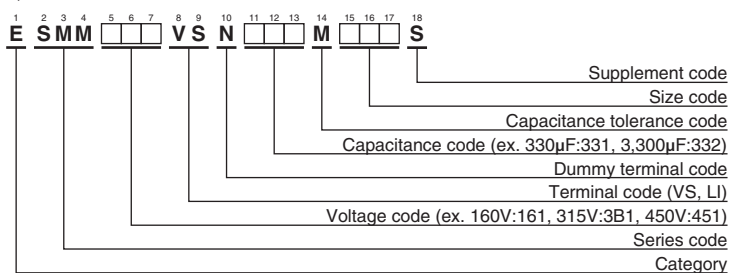 1 2 3 4 5 6 7 8 9 10 11 12 13 14 15 16 17 18
E SMM □□□ VS N □□□ M □□□ S
Supplement code
Size code
Capacitance tolerance code
Capacitance code (ex. 330μF:331, 3,300μF:332)
Dummy terminal code
Terminal code (VS, LI)
Voltage code (ex. 160V:161, 315V:3B1, 450V:451)
Series code
Category